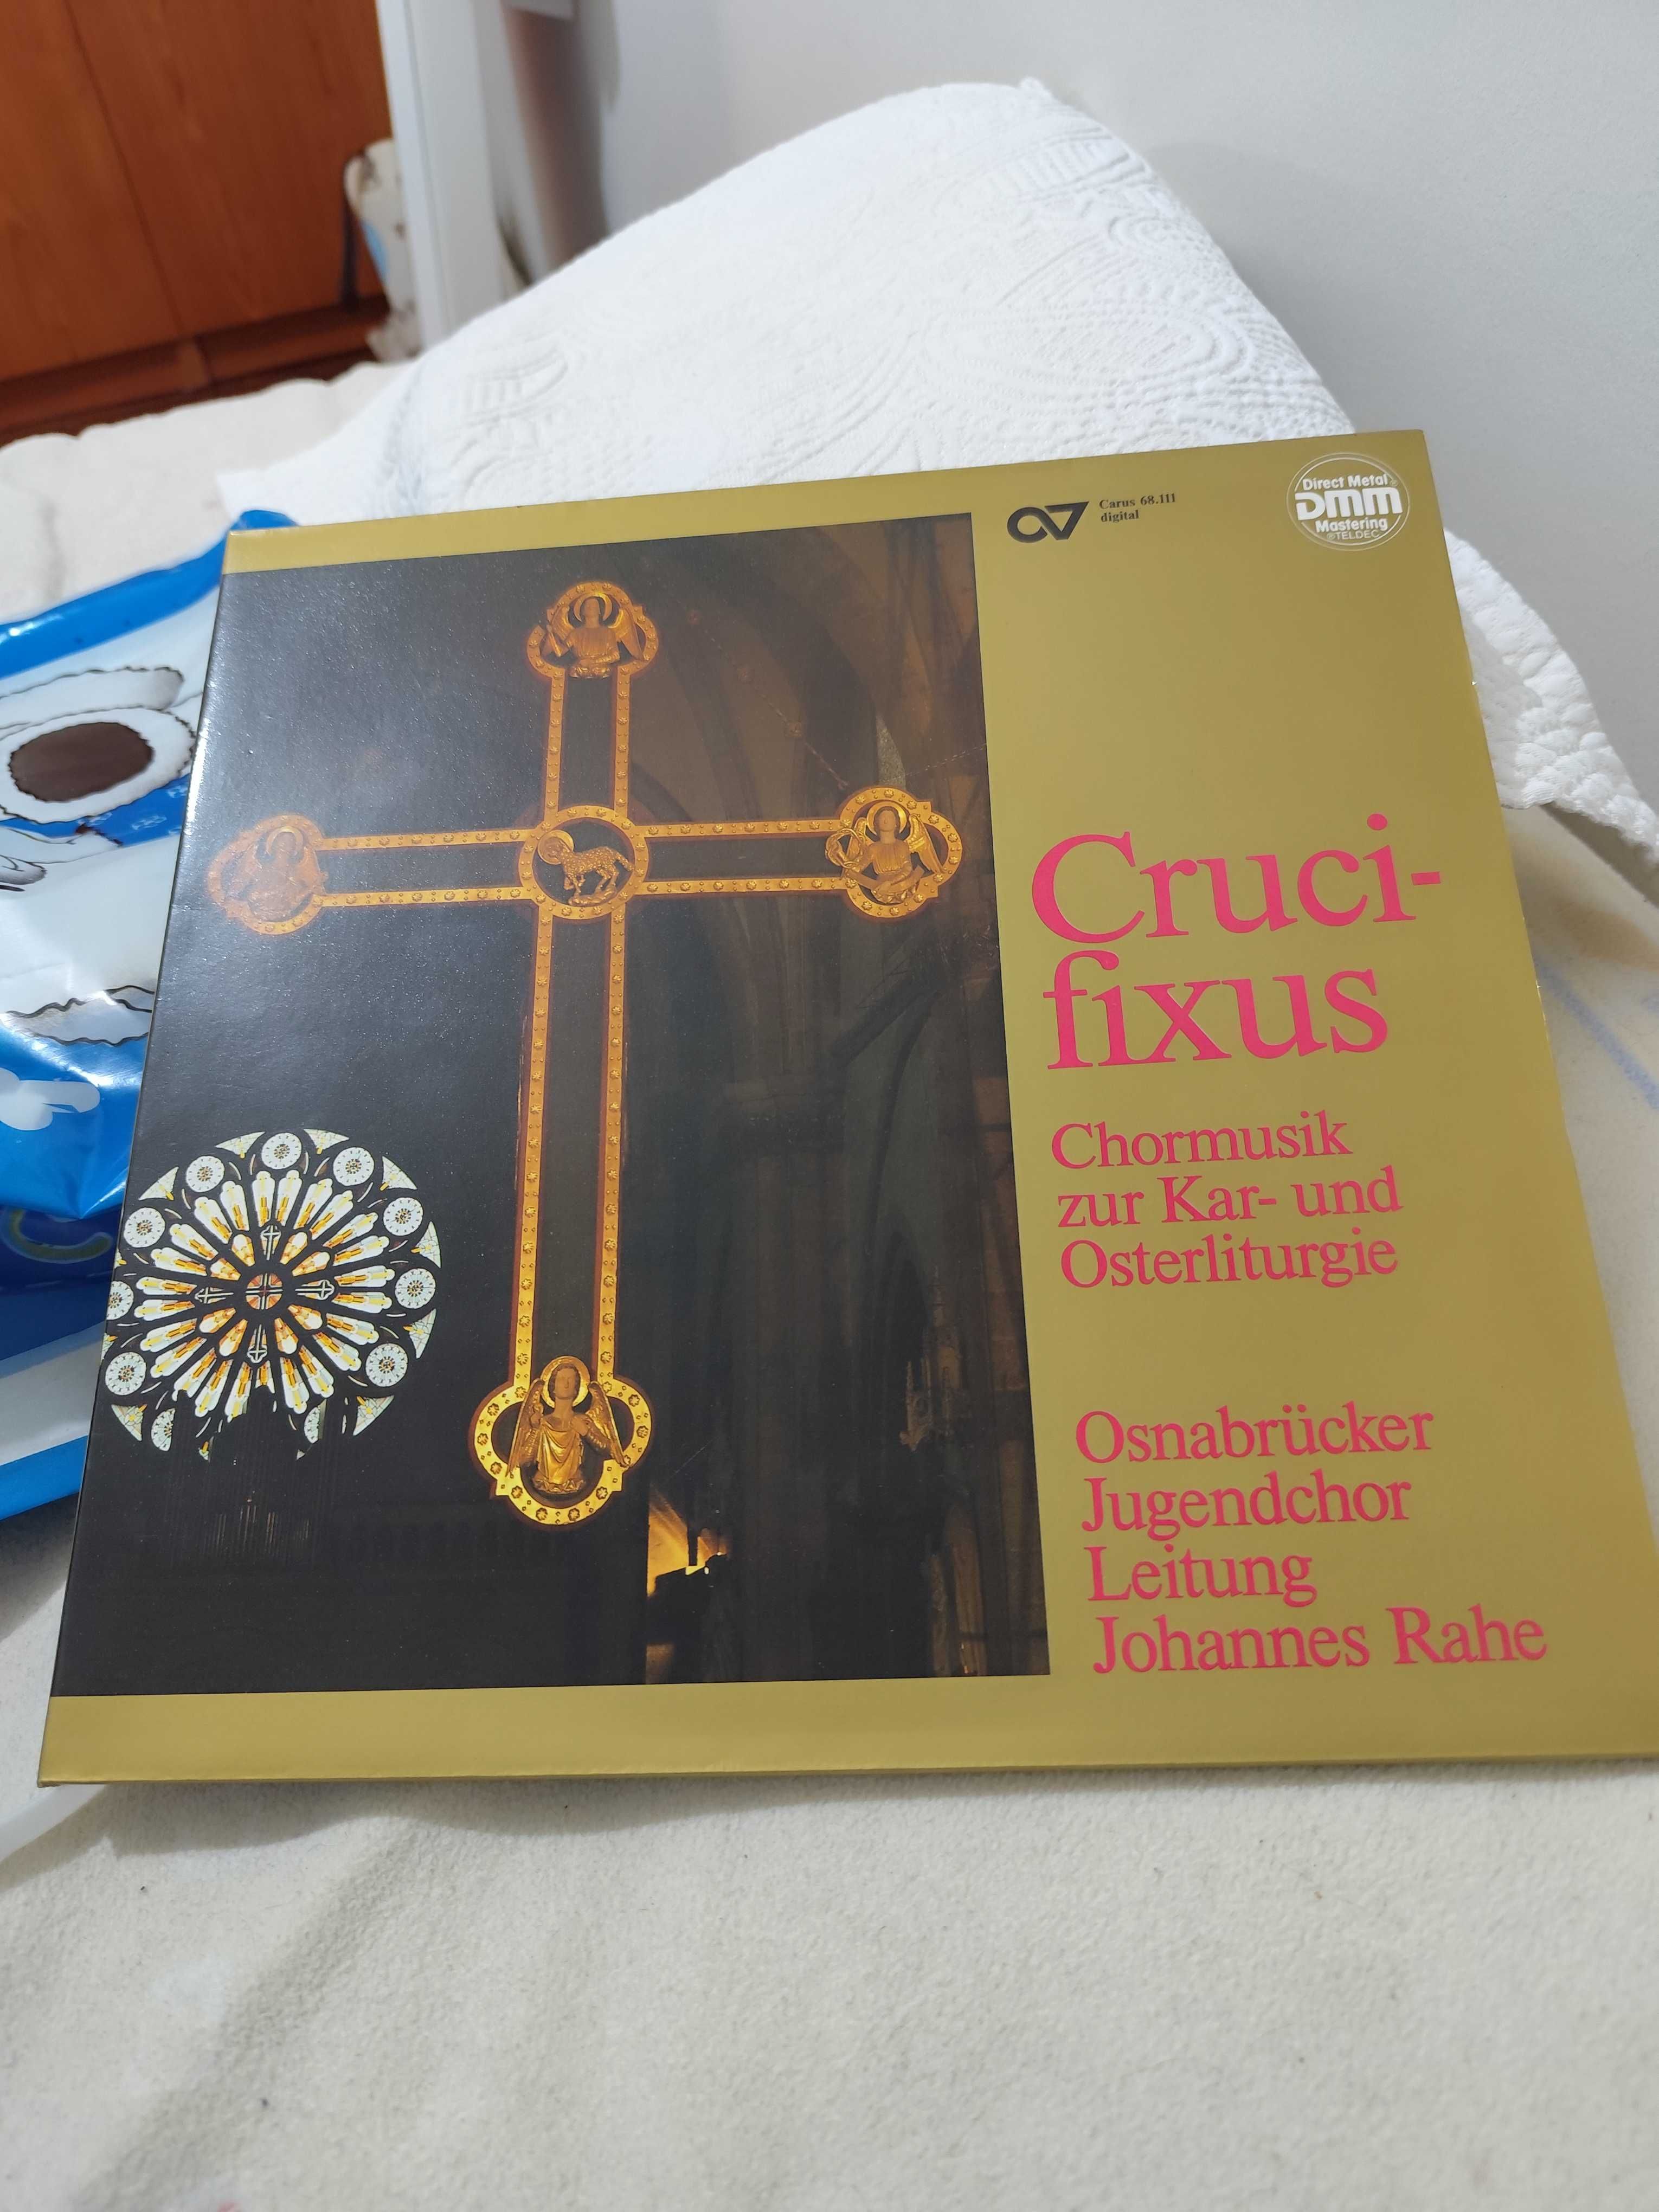 Carus 68.111
digital
Direct Metal
DMM
Mastering
®TELDEC
Cruci-
fixus
Chormusik
zur Kar- und
Osterliturgie
Osnabrücker
Jugendchor
Leitung
Johannes Rahe